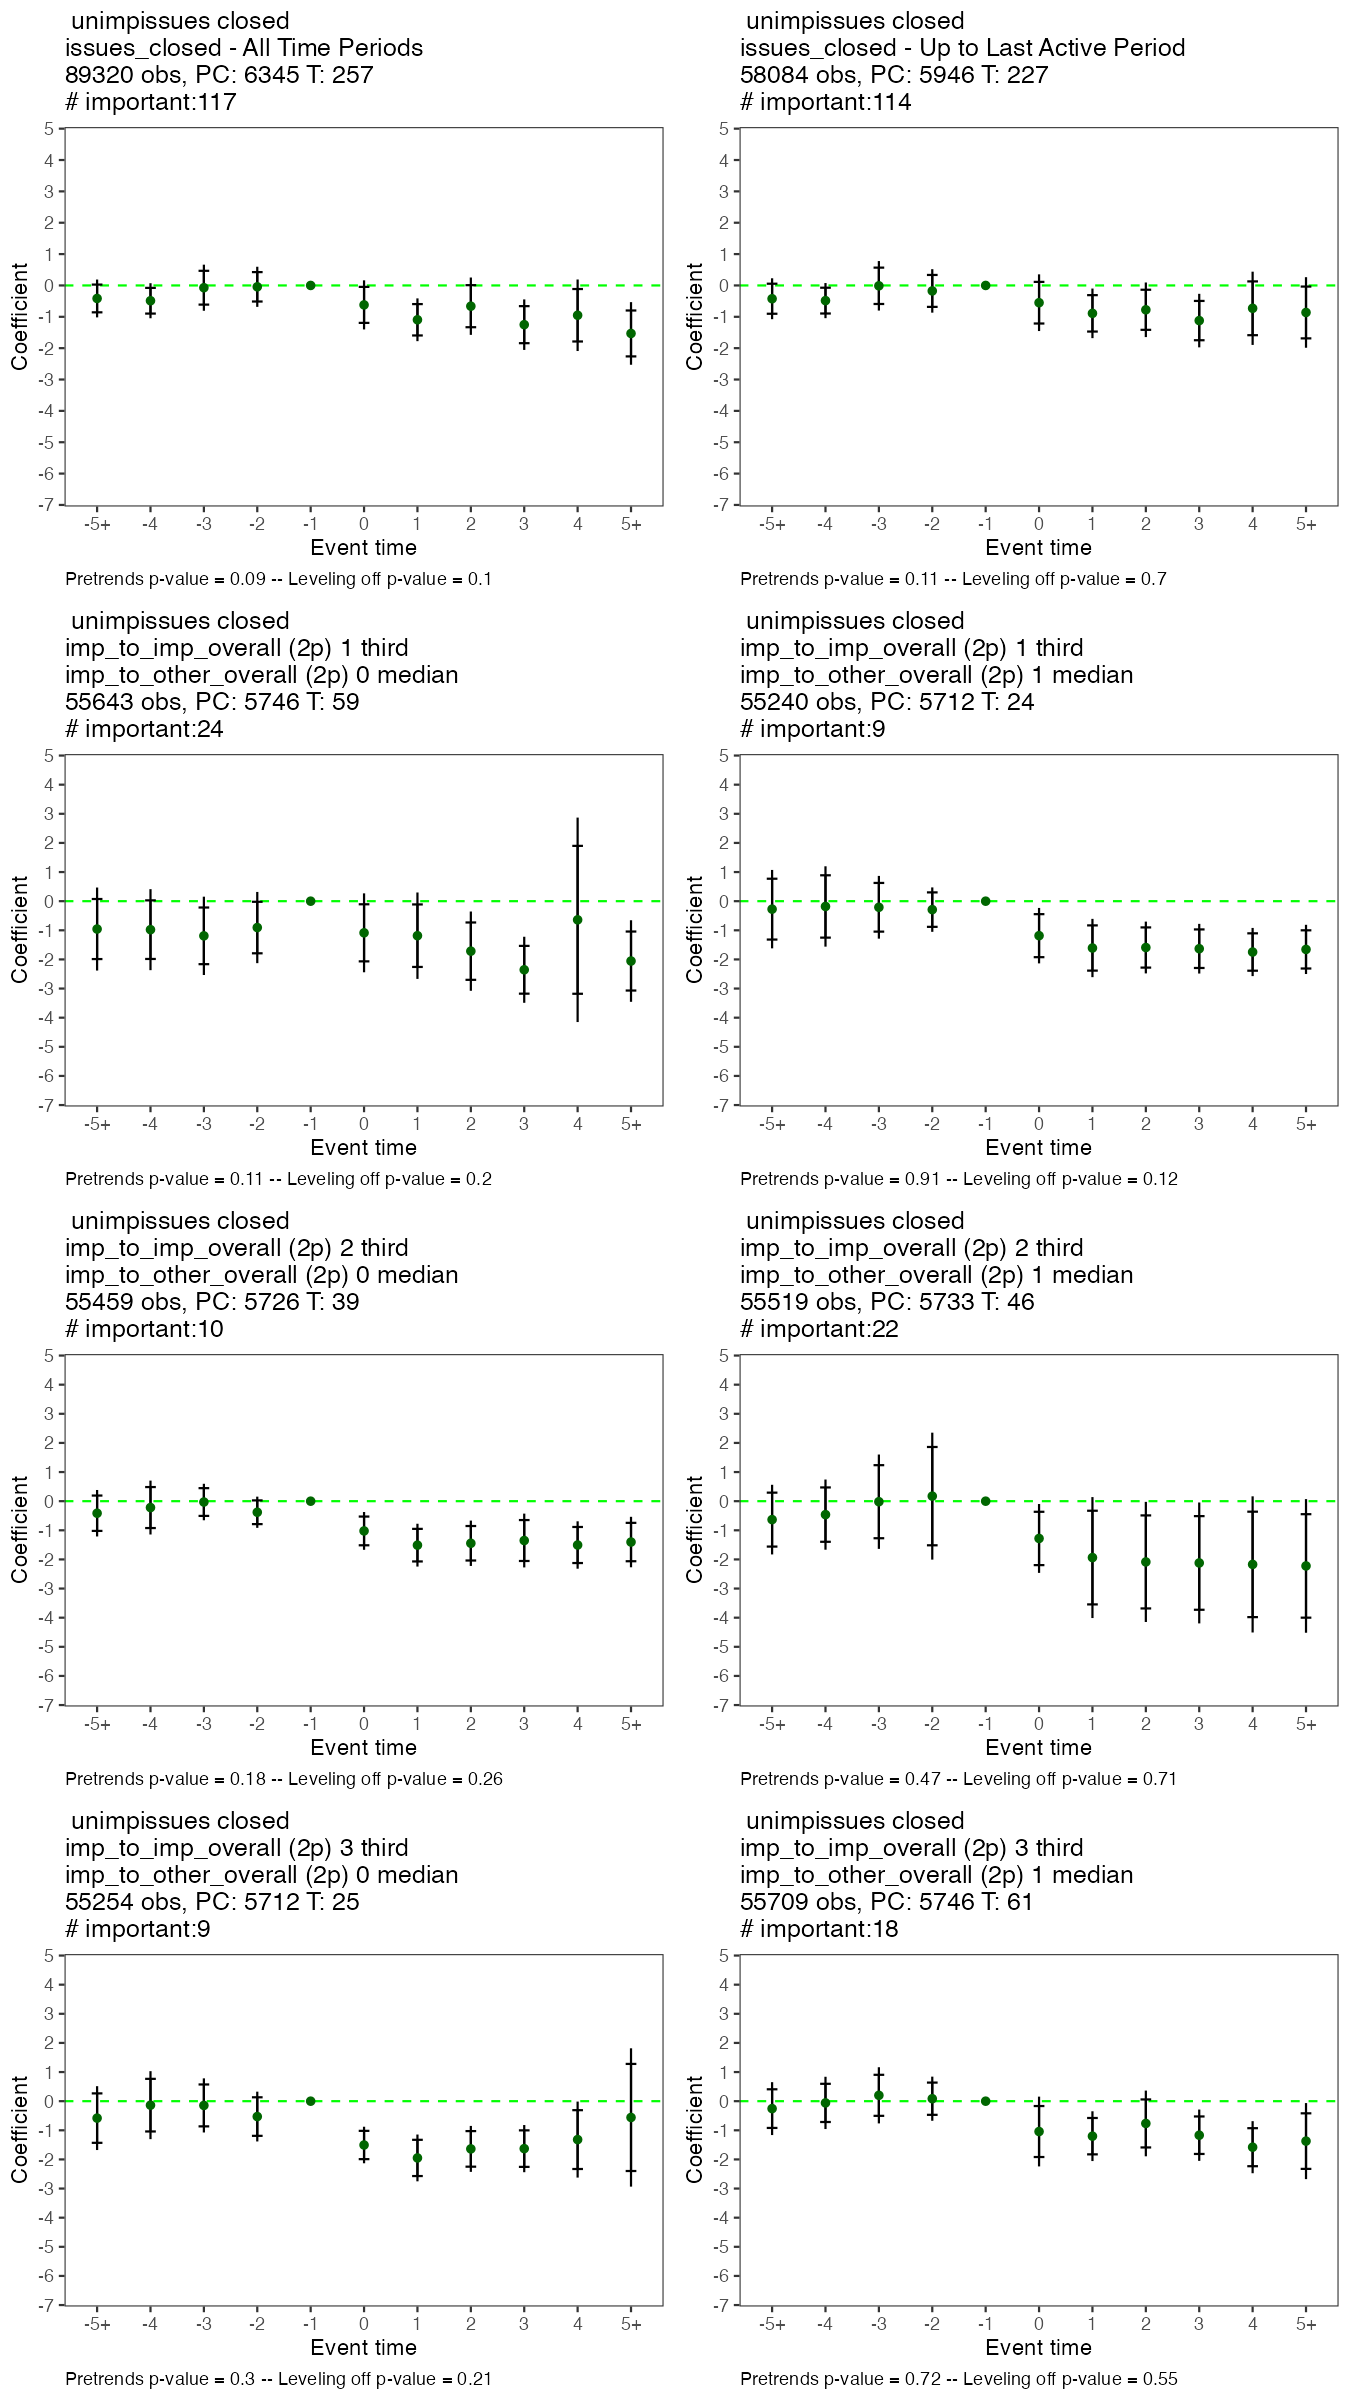 unimpissues closed
issues_closed - All Time Periods
89320 obs, PC: 6345 T: 257
# important:117
5
4
3
2
1
0
-1
-2
-3
-4
-5
-6
-7
Coefficient
-5+ -4 -3 -2 -1 0 1 2 3 4 5+
Event time
Pretrends p-value = 0.09 -- Leveling off p-value = 0.1
unimpissues closed
issues_closed - Up to Last Active Period
58084 obs, PC: 5946 T: 227
# important:114
5
4
3
2
1
0
-1
-2
-3
-4
-5
-6
-7
Coefficient
-5+ -4 -3 -2 -1 0 1 2 3 4 5+
Event time
Pretrends p-value = 0.11 -- Leveling off p-value = 0.7
unimpissues closed
imp_to_imp_overall (2p) 1 third
imp_to_other_overall (2p) 0 median
55643 obs, PC: 5746 T: 59
# important:24
5
4
3
2
1
0
-1
-2
-3
-4
-5
-6
-7
Coefficient
-5+ -4 -3 -2 -1 0 1 2 3 4 5+
Event time
Pretrends p-value = 0.11 -- Leveling off p-value = 0.2
unimpissues closed
imp_to_imp_overall (2p) 1 third
imp_to_other_overall (2p) 1 median
55240 obs, PC: 5712 T: 24
# important:9
5
4
3
2
1
0
-1
-2
-3
-4
-5
-6
-7
Coefficient
-5+ -4 -3 -2 -1 0 1 2 3 4 5+
Event time
Pretrends p-value = 0.91 -- Leveling off p-value = 0.12
unimpissues closed
imp_to_imp_overall (2p) 2 third
imp_to_other_overall (2p) 0 median
55459 obs, PC: 5726 T: 39
# important:10
5
4
3
2
1
0
-1
-2
-3
-4
-5
-6
-7
Coefficient
-5+ -4 -3 -2 -1 0 1 2 3 4 5+
Event time
Pretrends p-value = 0.18 -- Leveling off p-value = 0.26
unimpissues closed
imp_to_imp_overall (2p) 2 third
imp_to_other_overall (2p) 1 median
55519 obs, PC: 5733 T: 46
# important:22
5
4
3
2
1
0
-1
-2
-3
-4
-5
-6
-7
Coefficient
-5+ -4 -3 -2 -1 0 1 2 3 4 5+
Event time
Pretrends p-value = 0.47 -- Leveling off p-value = 0.71
unimpissues closed
imp_to_imp_overall (2p) 3 third
imp_to_other_overall (2p) 0 median
55254 obs, PC: 5712 T: 25
# important:9
5
4
3
2
1
0
-1
-2
-3
-4
-5
-6
-7
Coefficient
-5+ -4 -3 -2 -1 0 1 2 3 4 5+
Event time
Pretrends p-value = 0.3 -- Leveling off p-value = 0.21
unimpissues closed
imp_to_imp_overall (2p) 3 third
imp_to_other_overall (2p) 1 median
55709 obs, PC: 5746 T: 61
# important:18
5
4
3
2
1
0
-1
-2
-3
-4
-5
-6
-7
Coefficient
-5+ -4 -3 -2 -1 0 1 2 3 4 5+
Event time
Pretrends p-value = 0.72 -- Leveling off p-value = 0.55